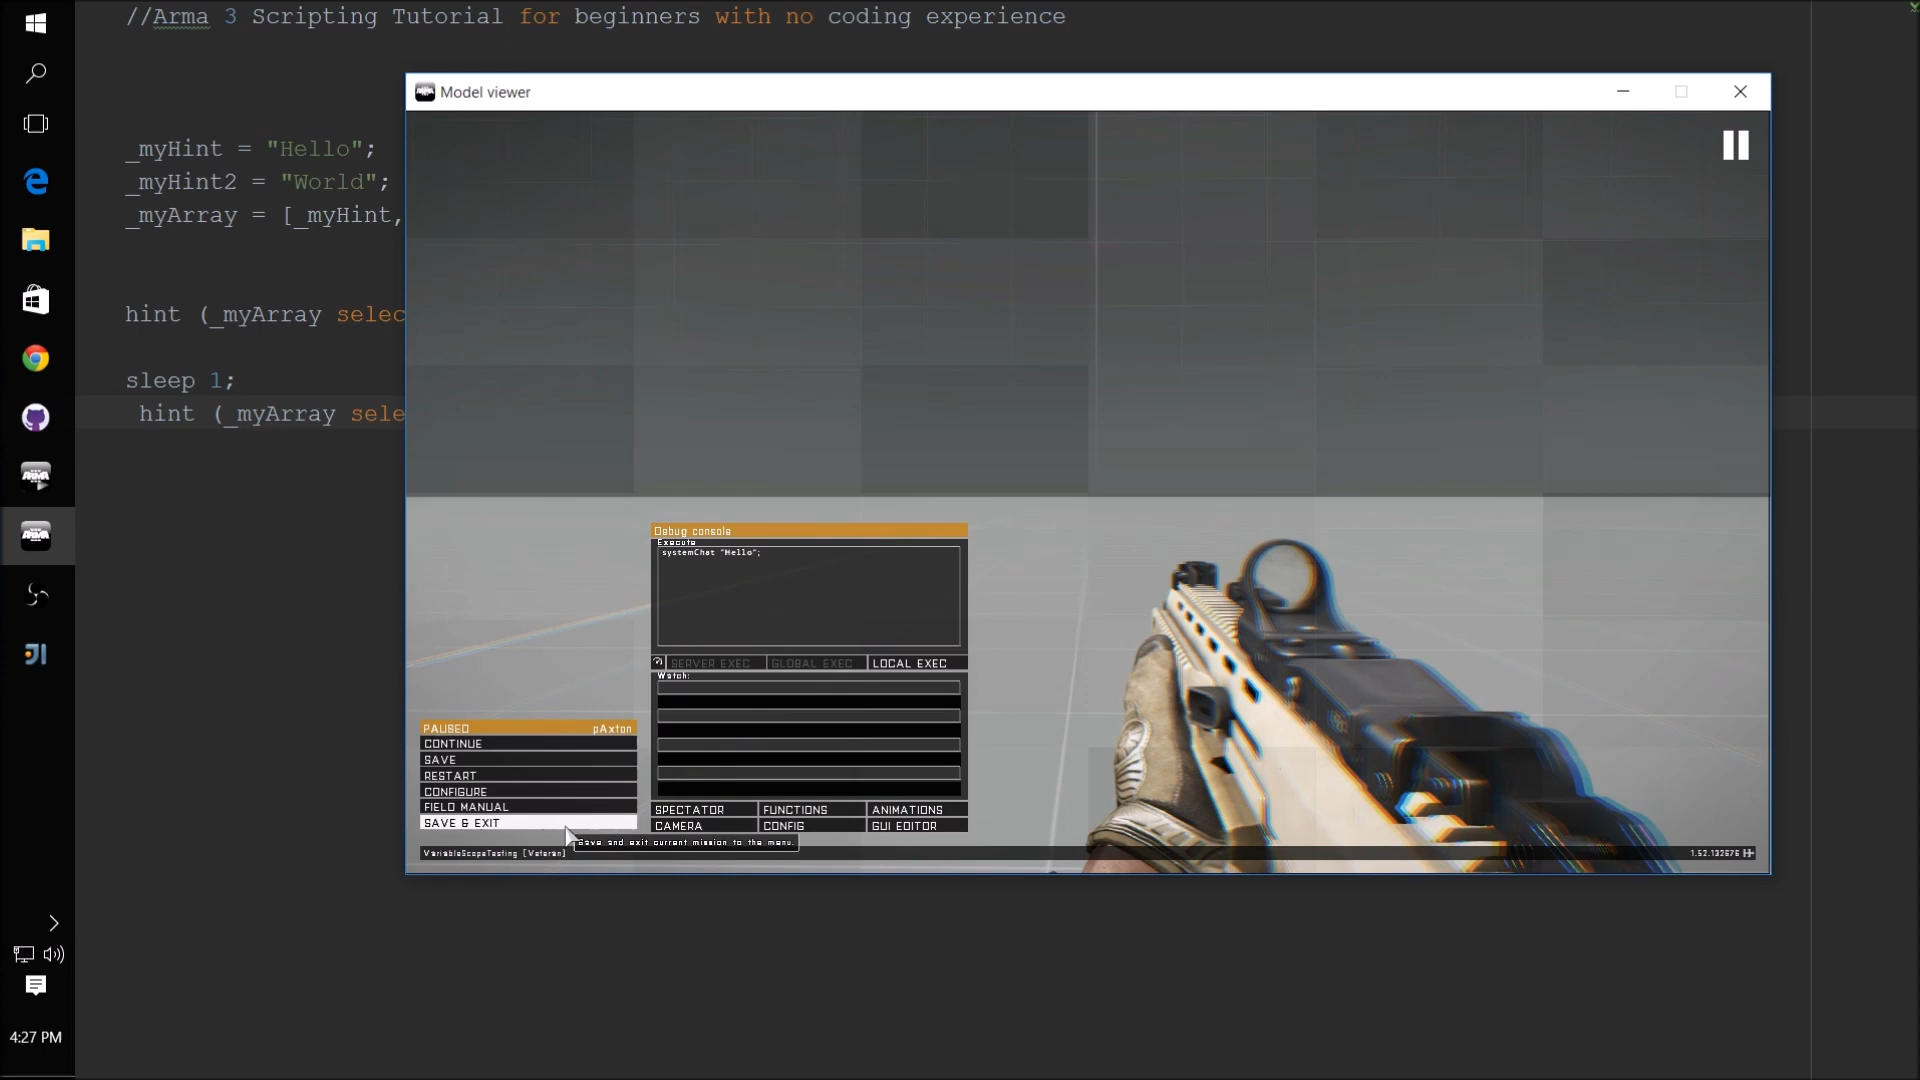 //Arma 3 Scripting Tutorial for beginners with no coding experience
Model viewer
_myHint = "Hello";
_myHint2 = "World";
_myArray = [_myHint,
hint (_myArray selec
sleep 1;
hint (_myArray sele
Debug console
Execute
systemChat "Hello";
SERVER EXEC GLOBAL EXEC LOCAL EXEC
Watch:
PAUSED pAxton
CONTINUE
SAVE
RESTART
CONFIGURE
FIELD MANUAL
SAVE & EXIT
SPECTATOR FUNCTIONS ANIMATIONS
CAMERA CONFIG GUI EDITOR
Save and exit current mission to the menu.
VariableScopeTesting [Veteran]
1.52.132676
4:27 PM